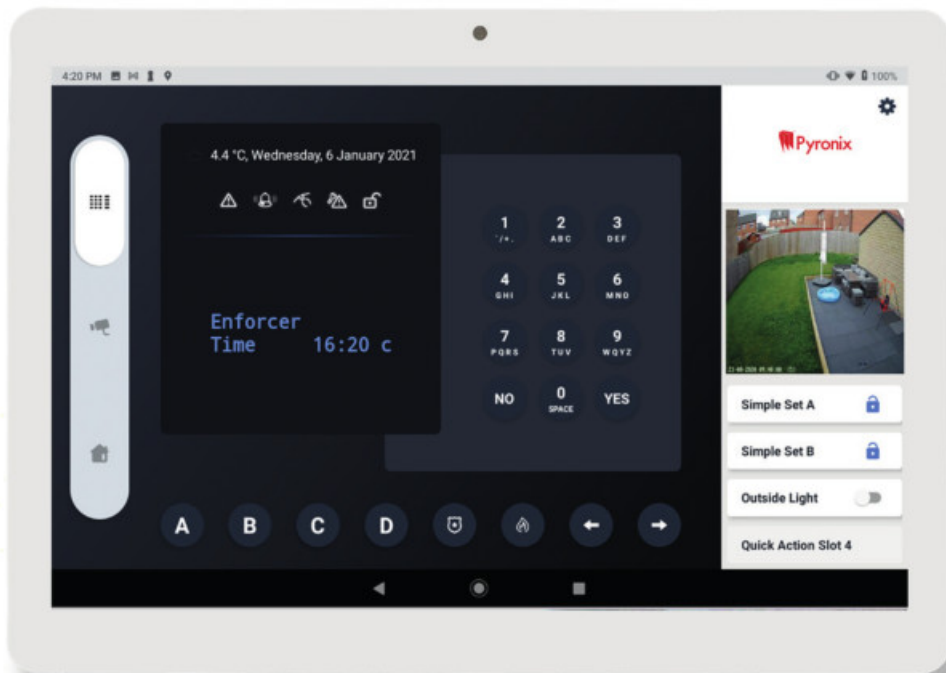 4:20 PM
100%
4.4 °C, Wednesday, 6 January 2021
Enforcer
Time 16:20 c
1
`/+.
2
ABC
3
DEF
4
GHI
5
JKL
6
MNO
7
PQRS
8
TUV
9
WQYZ
NO
0
SPACE
YES
A B C D
Pyronix
Simple Set A
Simple Set B
Outside Light
Quick Action Slot 4